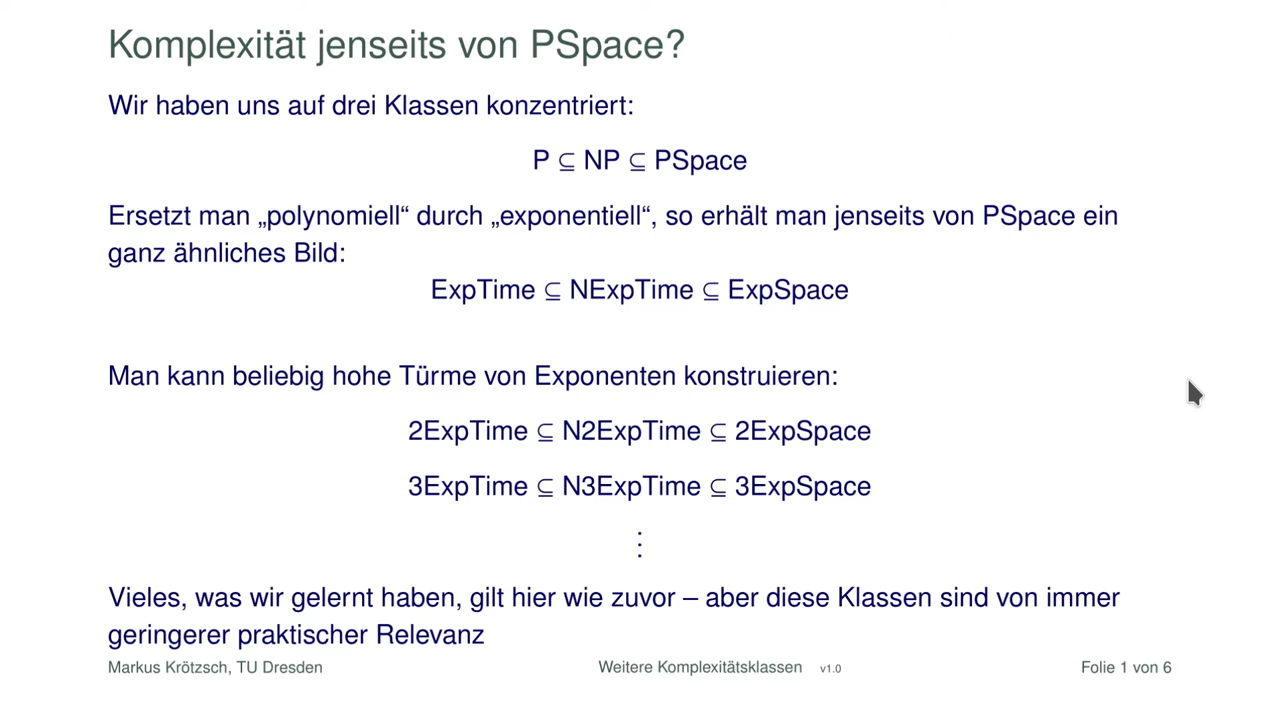 Komplexität jenseits von PSpace?
Wir haben uns auf drei Klassen konzentriert:
P ⊆ NP ⊆ PSpace
Ersetzt man „polynomiell“ durch „exponentiell“, so erhält man jenseits von PSpace ein
ganz ähnliches Bild:
ExpTime ⊆ NExpTime ⊆ ExpSpace
Man kann beliebig hohe Türme von Exponenten konstruieren:
2ExpTime ⊆ N2ExpTime ⊆ 2ExpSpace
3ExpTime ⊆ N3ExpTime ⊆ 3ExpSpace
⋮
Vieles, was wir gelernt haben, gilt hier wie zuvor – aber diese Klassen sind von immer
geringerer praktischer Relevanz
Markus Krötzsch, TU Dresden Weitere Komplexitätsklassen v1.0 Folie 1 von 6